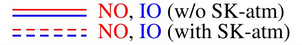 NO, IO (w/o SK-atm)
NO, IO (with SK-atm)